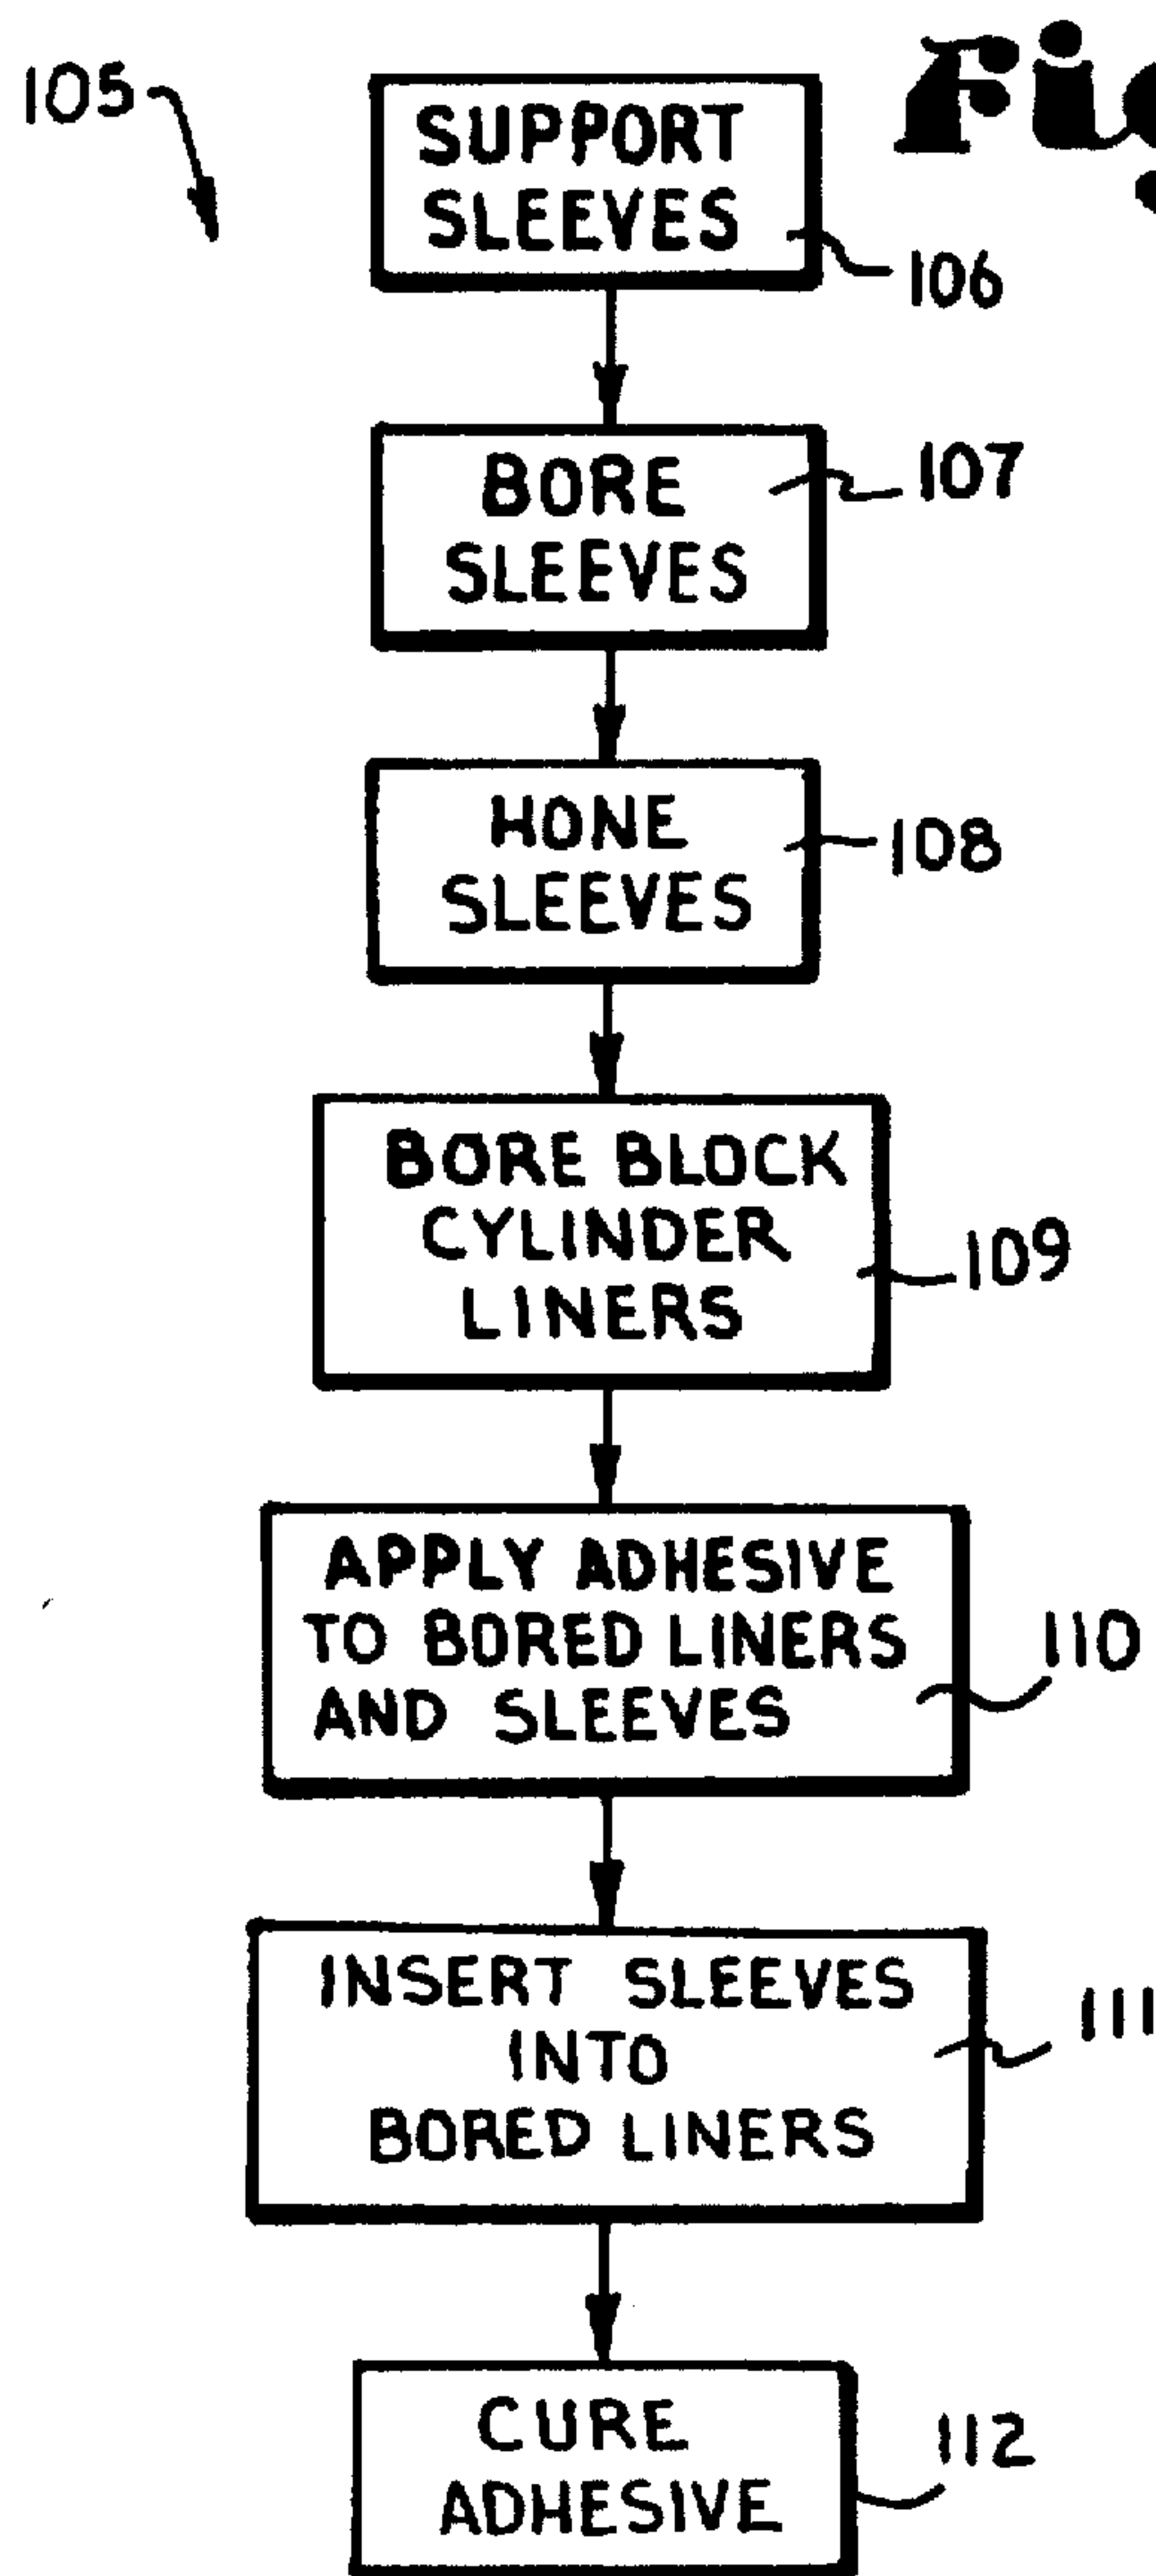 105
Fig
SUPPORT
SLEEVES
106
BORE
SLEEVES
107
HONE
SLEEVES
108
BORE BLOCK
CYLINDER
LINERS
109
APPLY ADHESIVE
TO BORED LINERS
AND SLEEVES
110
INSERT SLEEVES
INTO
BORED LINERS
111
CURE
ADHESIVE
112